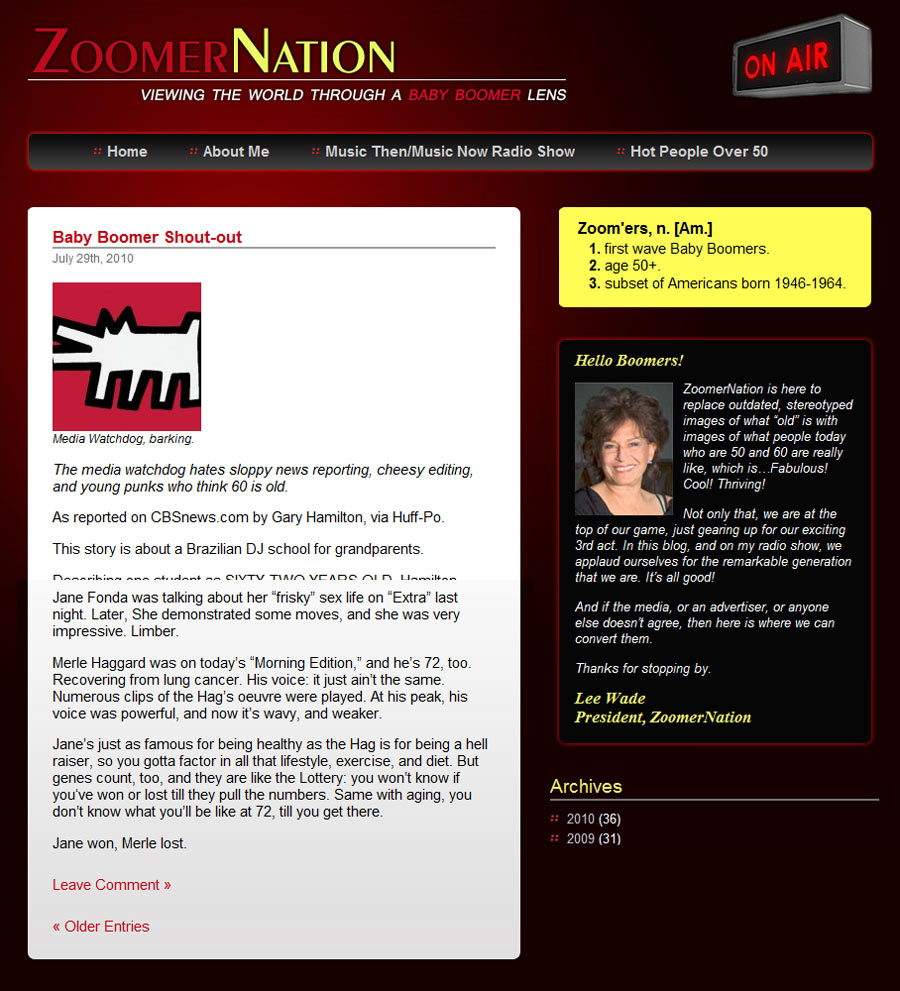 ZOOMERNATION
VIEWING THE WORLD THROUGH A BABY BOOMER LENS
ON AIR
Home
About Me
Music Then/Music Now Radio Show
Hot People Over 50
Baby Boomer Shout-out
July 29th, 2010
Media Watchdog, barking.
The media watchdog hates sloppy news reporting, cheesy editing,
and young punks who think 60 is old.
As reported on CBSnews.com by Gary Hamilton, via Huff-Po.
This story is about a Brazilian DJ school for grandparents.
Describing one student as SIXTY-TWO YEARS OLD, Hamilton
Jane Fonda was talking about her “frisky” sex life on “Extra” last
night. Later, She demonstrated some moves, and she was very
impressive. Limber.
Merle Haggard was on today’s “Morning Edition,” and he’s 72, too.
Recovering from lung cancer. His voice: it just ain’t the same.
Numerous clips of the Hag’s oeuvre were played. At his peak, his
voice was powerful, and now it’s wavy, and weaker.
Jane’s just as famous for being healthy as the Hag is for being a hell
raiser, so you gotta factor in all that lifestyle, exercise, and diet. But
genes count, too, and they are like the Lottery: you won’t know if
you’ve won or lost till they pull the numbers. Same with aging, you
don’t know what you’ll be like at 72, till you get there.
Jane won, Merle lost.
Leave Comment »
« Older Entries
Zoom'ers, n. [Am.]
1. first wave Baby Boomers.
2. age 50+.
3. subset of Americans born 1946-1964.
Hello Boomers!
ZoomerNation is here to
replace outdated, stereotyped
images of what “old” is with
images of what people today
who are 50 and 60 are really
like, which is…Fabulous!
Cool! Thriving!
Not only that, we are at the
top of our game, just gearing up for our exciting
3rd act. In this blog, and on my radio show, we
applaud ourselves for the remarkable generation
that we are. It’s all good!
And if the media, or an advertiser, or anyone
else doesn’t agree, then here is where we can
convert them.
Thanks for stopping by.
Lee Wade
President, ZoomerNation
Archives
2010 (36)
2009 (31)